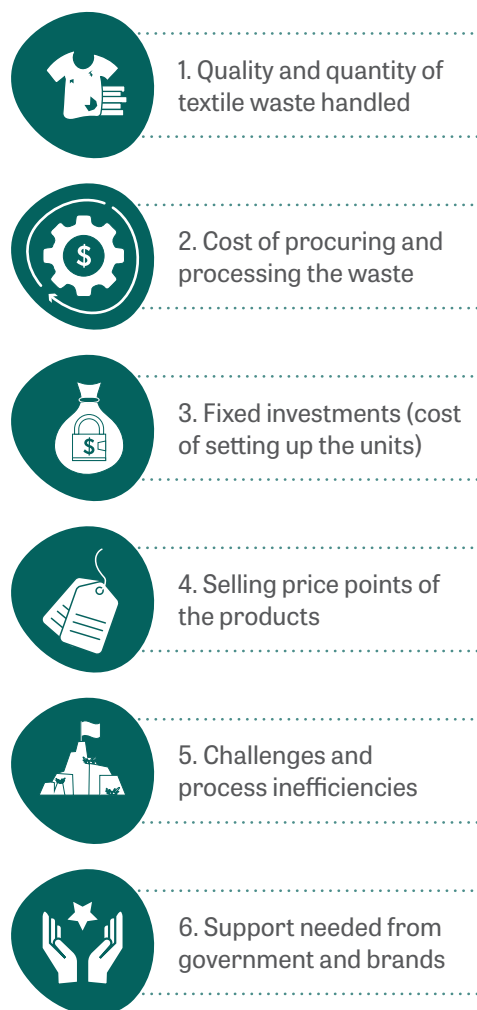 1. Quality and quantity of
textile waste handled
$
2. Cost of procuring and
processing the waste
$
3. Fixed investments (cost
of setting up the units)
4. Selling price points of
the products
5. Challenges and
process inefficiencies
6. Support needed from
government and brands